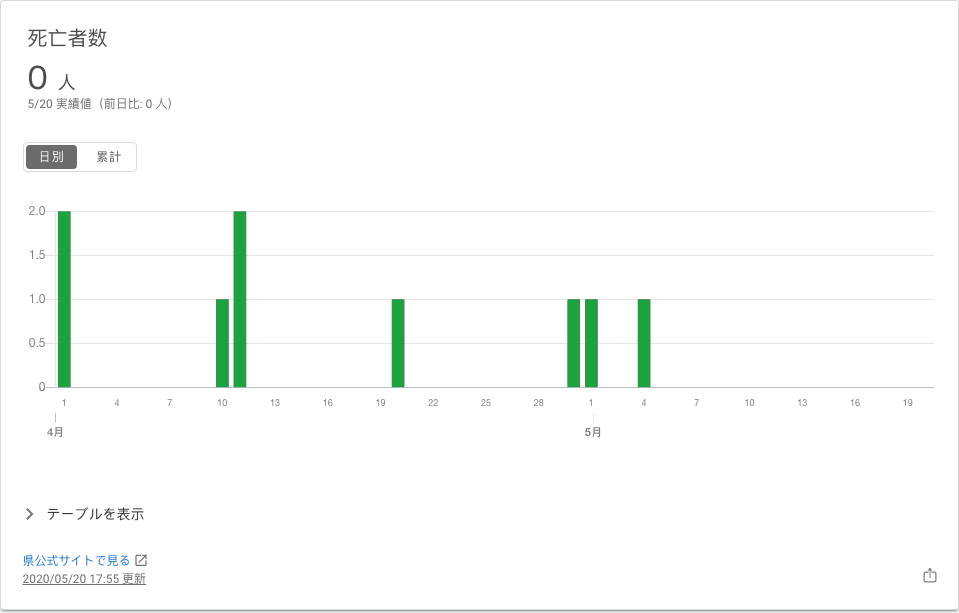 死亡者数
0 人
5/20 実績値（前日比: 0 人）
日別 累計
2.0
1.5
1.0
0.5
0
1 4 7 10 13 16 19 22 25 28 1 4 7 10 13 16 19
4月 5月
テーブルを表示
県公式サイトで見る
2020/05/20 17:55 更新